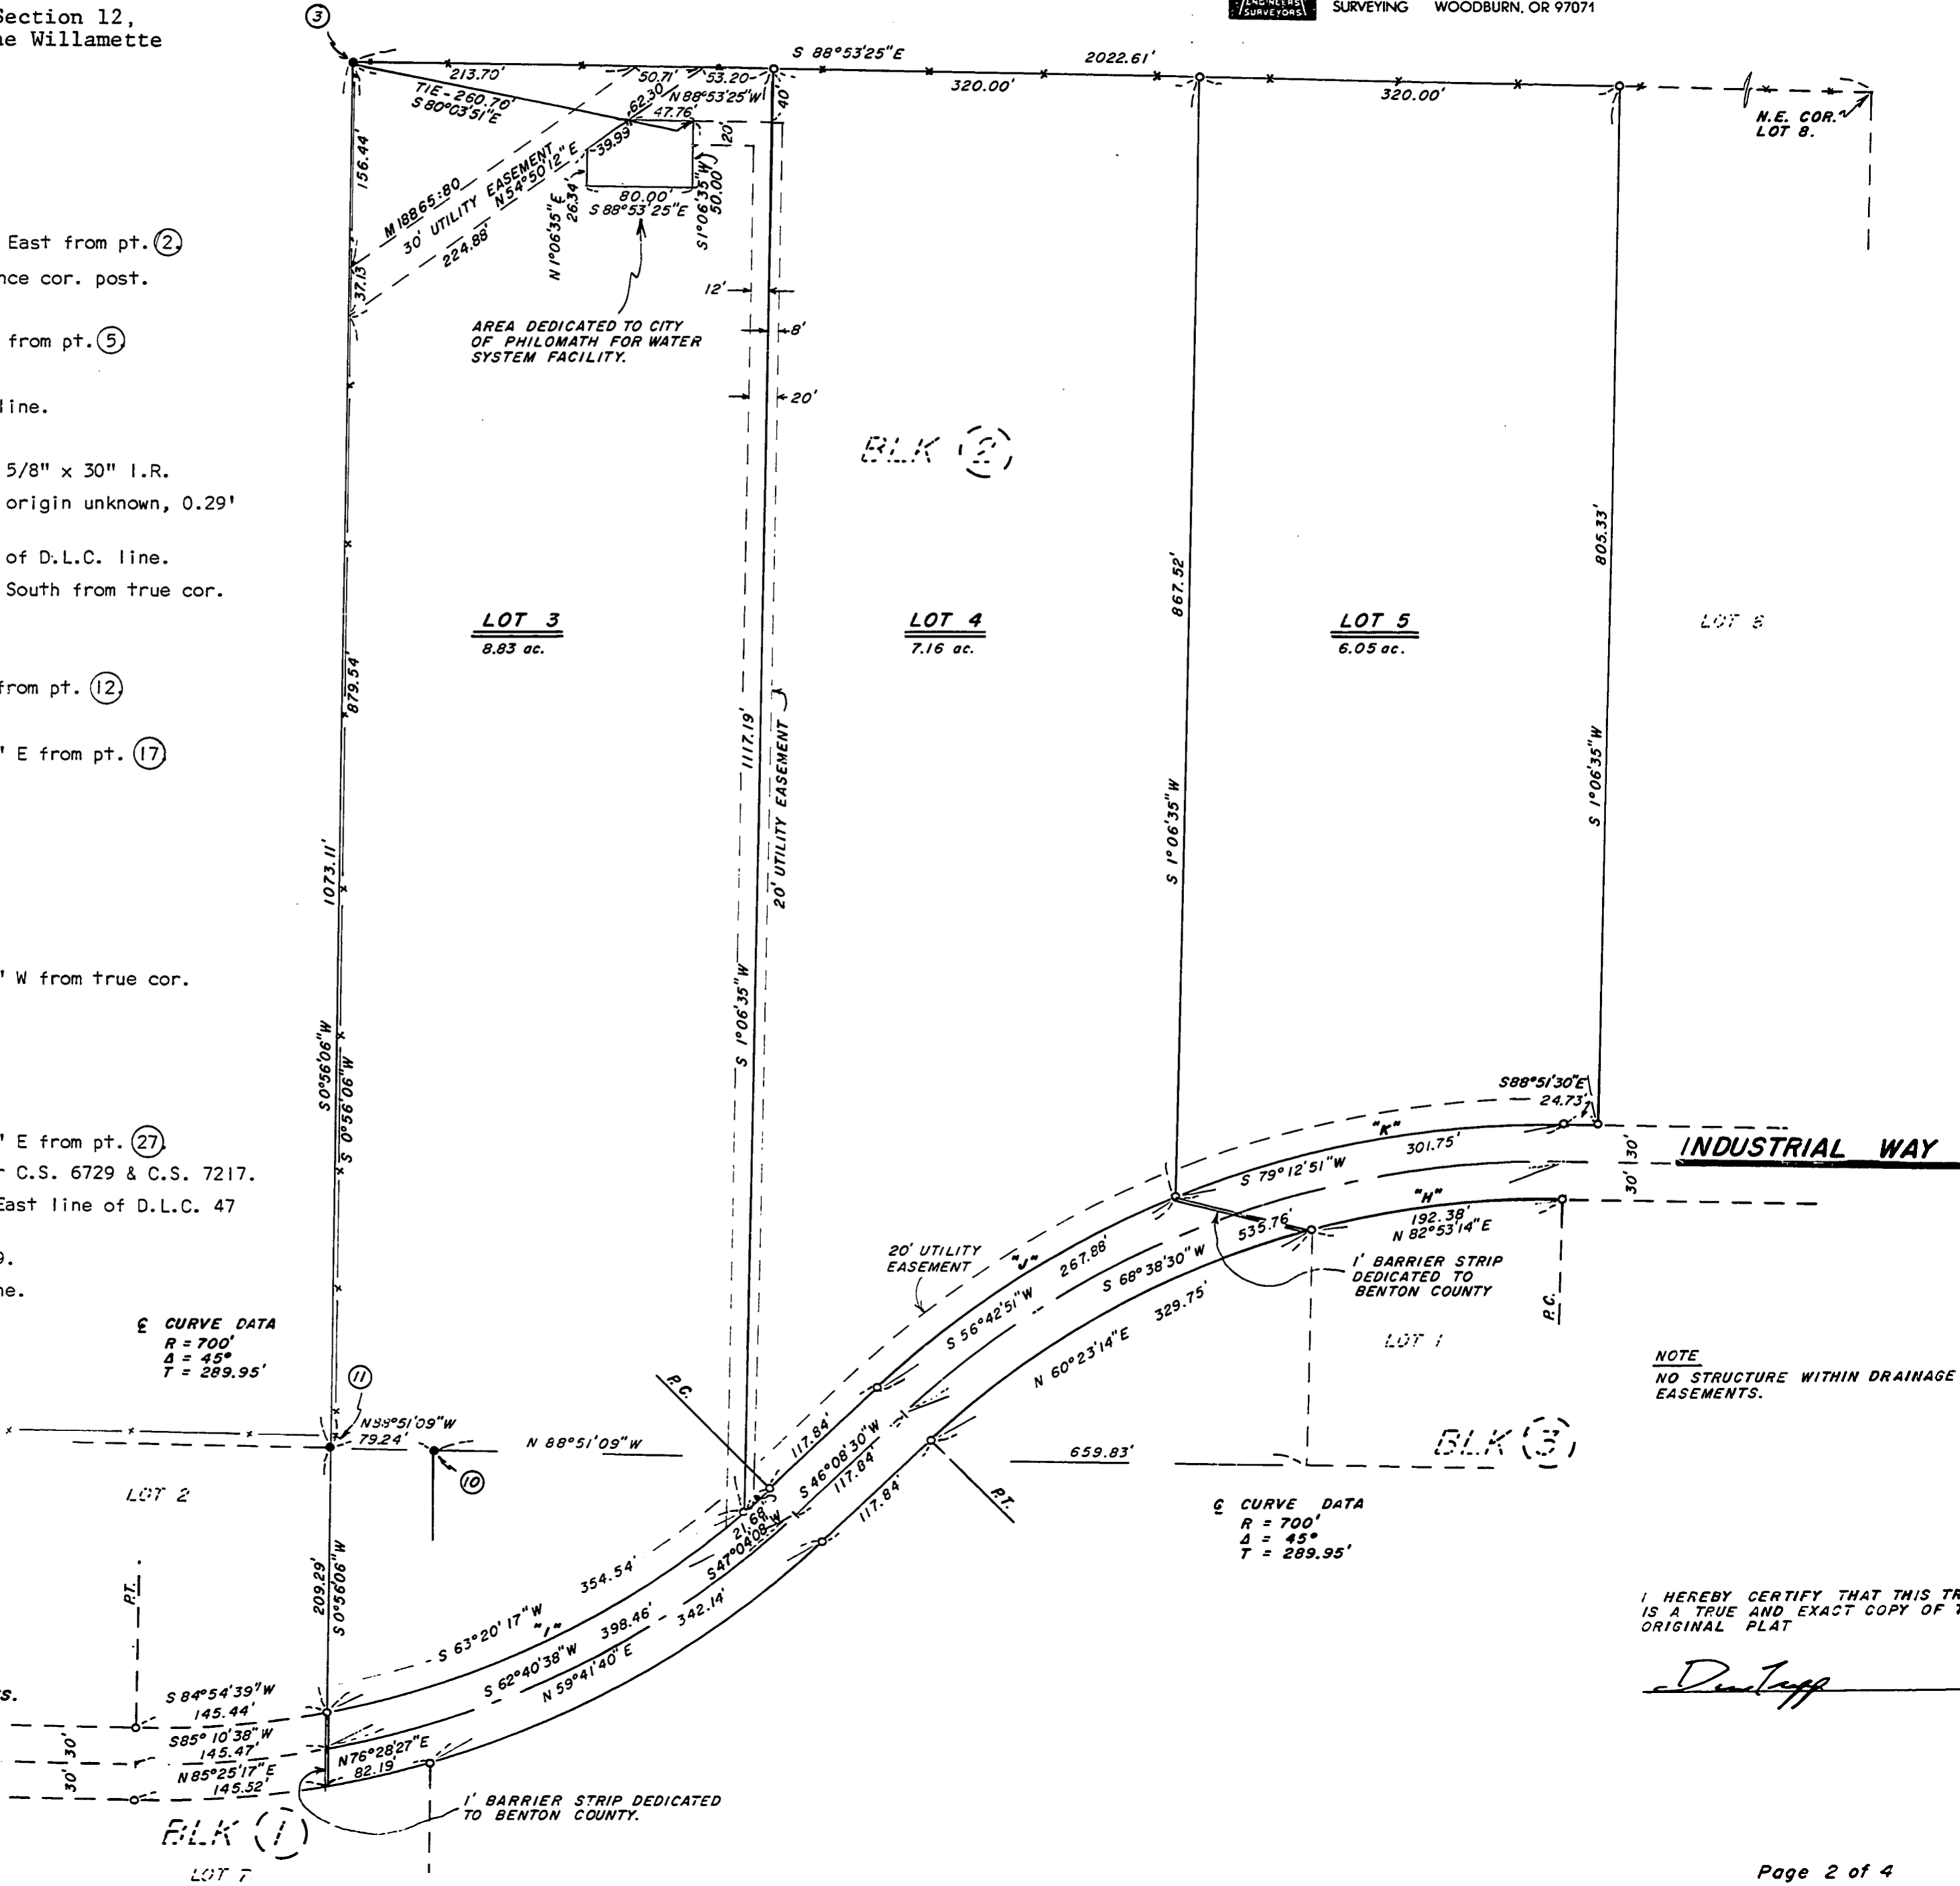 Section 12,
ne Willamette
East from pt. 2.
nce cor. post.
from pt. 5
line.
5/8" x 30" I.R.
origin unknown, 0.29'
of D.L.C. line.
South from true cor.
from pt. 12
' E from pt. 17
' W from true cor.
' E from pt. 27.
r C.S. 6729 & C.S. 7217.
East line of D.L.C. 47
9.
ne.
ENGINEERS
SURVEYORS
SURVEYING WOODBURN, OR 97071
3
S 88°53'25"E
2022.61'
213.70'
50.71'
53.20
320.00'
320.00'
TIE - 260.70'
S 80°03'51"E
62.30
N 88°53'25"W
47.76
40'
20'
39.99
N.E. COR.
LOT 8.
156.44'
M 18865:80
30' UTILITY EASEMENT
N 54°50'12"E
224.88'
37.13
N 1°06'35"E
26.34'
80.00'
S 88°53'25"E
S 1°06'35"W
50.00'
12'
8'
20'
AREA DEDICATED TO CITY
OF PHILOMATH FOR WATER
SYSTEM FACILITY.
BLK 2
LOT 3
8.83 ac.
LOT 4
7.16 ac.
LOT 5
6.05 ac.
LOT 6
879.54'
1073.11'
S 0°56'06"W
S 0°56'06"W
1117.19'
S 1°06'35"W
20' UTILITY EASEMENT
867.52'
S 1°06'35"W
805.33'
S 1°06'35"W
S88°51'30"E
24.73'
"K"
301.75'
S 79°12'51"W
INDUSTRIAL WAY
30' 30'
"H"
192.38'
N 82°53'14"E
535.76'
1' BARRIER STRIP
DEDICATED TO
BENTON COUNTY
20' UTILITY
EASEMENT
"J"
267.88'
S 56°42'51"W
S 68°38'30"W
329.75'
N 60°23'14"E
LOT 1
P.C.
NOTE
NO STRUCTURE WITHIN DRAINAGE
EASEMENTS.
BLK 3
℄ CURVE DATA
R = 700'
Δ = 45°
T = 289.95'
11
N88°51'09"W
79.24'
10
N 88°51'09"W
659.83'
P.C.
P.T.
117.84'
S 46°08'30"W
117.84'
117.84'
21.68'
S47°04'08"W
℄ CURVE DATA
R = 700'
Δ = 45°
T = 289.95'
LOT 2
P.T.
209.29'
S 0°56'06"W
354.54'
S 63°20'17"W
"I"
398.46'
S 62°40'38"W
342.14'
N 59°41'40"E
I HEREBY CERTIFY THAT THIS TR
IS A TRUE AND EXACT COPY OF T
ORIGINAL PLAT
S 84°54'39"W
145.44'
S85°10'38"W
145.47'
N85°25'17"E
145.52'
30' 30'
N76°28'27"E
82.19'
1' BARRIER STRIP DEDICATED
TO BENTON COUNTY.
BLK 1
LOT 7
Page 2 of 4